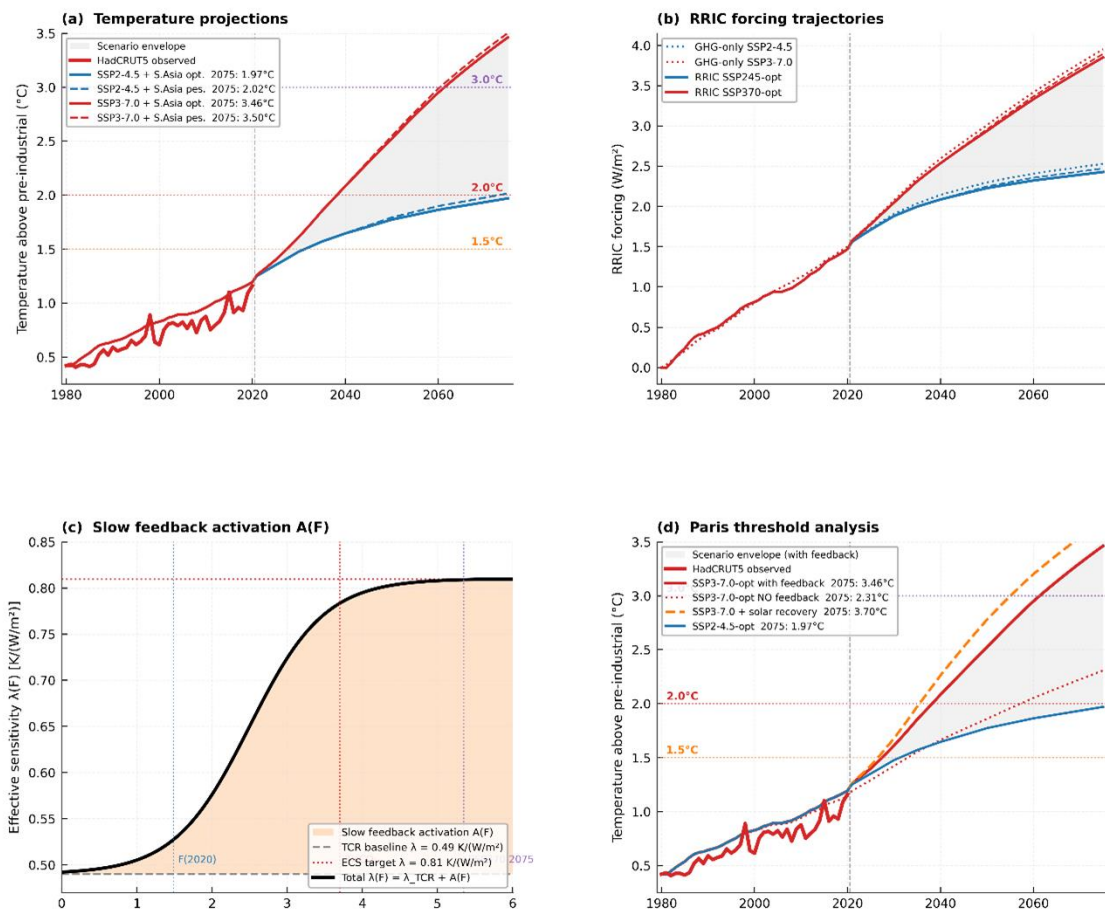 (a) Temperature projections
3.5
3.0
2.5
2.0
1.5
1.0
0.5
Temperature above pre-industrial (°C)
Scenario envelope
HadCRUT5 observed
SSP2-4.5 + S.Asia opt. 2075: 1.97°C
SSP2-4.5 + S.Asia pes. 2075: 2.02°C
SSP3-7.0 + S.Asia opt. 2075: 3.46°C
SSP3-7.0 + S.Asia pes. 2075: 3.50°C
3.0°C
2.0°C
1.5°C
1980 2000 2020 2040 2060
(b) RRIC forcing trajectories
4.0
3.5
3.0
2.5
2.0
1.5
1.0
0.5
0.0
RRIC forcing (W/m²)
GHG-only SSP2-4.5
GHG-only SSP3-7.0
RRIC SSP245-opt
RRIC SSP370-opt
1980 2000 2020 2040 2060
(c) Slow feedback activation A(F)
0.85
0.80
0.75
0.70
0.65
0.60
0.55
0.50
Effective sensitivity λ(F) [K/(W/m²)]
F(2020)
2075
Slow feedback activation A(F)
TCR baseline λ = 0.49 K/(W/m²)
ECS target λ = 0.81 K/(W/m²)
Total λ(F) = λ_TCR + A(F)
0 1 2 3 4 5 6
(d) Paris threshold analysis
3.5
3.0
2.5
2.0
1.5
1.0
0.5
Temperature above pre-industrial (°C)
Scenario envelope (with feedback)
HadCRUT5 observed
SSP3-7.0-opt with feedback 2075: 3.46°C
SSP3-7.0-opt NO feedback 2075: 2.31°C
SSP3-7.0 + solar recovery 2075: 3.70°C
SSP2-4.5-opt 2075: 1.97°C
2.0°C
1.5°C
1980 2000 2020 2040 2060